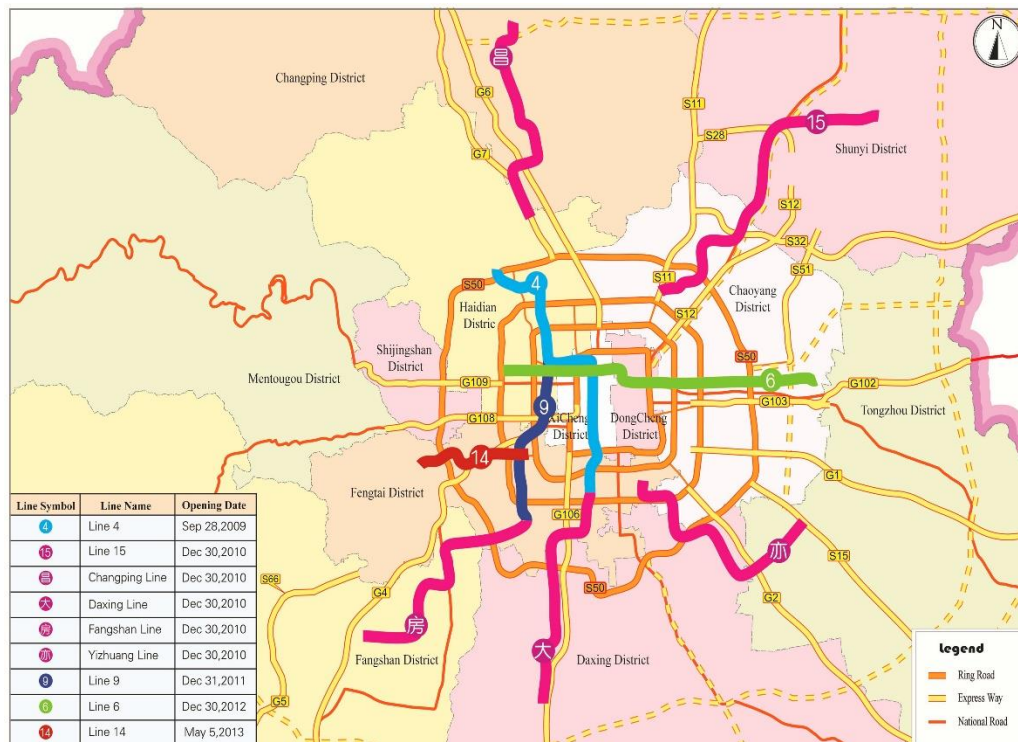 N
Changping District
昌
G6
S11
G7
S28
15
Shunyi District
S12
S32
S51
S50
4
S11
Chaoyang
District
Haidian
Distric
S12
Shijingshan
District
S50
Mentougou District
G109
6
G102
9
G103
G108
XiCheng
District
DongCheng
District
Tongzhou District
14
Fengtai District
G1
G106
亦
S15
S66
G4
S50
G2
房
大
Fangshan District
Daxing District
G5
Line Symbol Line Name Opening Date
4 Line 4 Sep 28,2009
15 Line 15 Dec 30,2010
昌 Changping Line Dec 30,2010
大 Daxing Line Dec 30,2010
房 Fangshan Line Dec 30,2010
亦 Yizhuang Line Dec 30,2010
9 Line 9 Dec 31,2011
6 Line 6 Dec 30,2012
14 Line 14 May 5,2013
Legend
Ring Road
Express Way
National Road